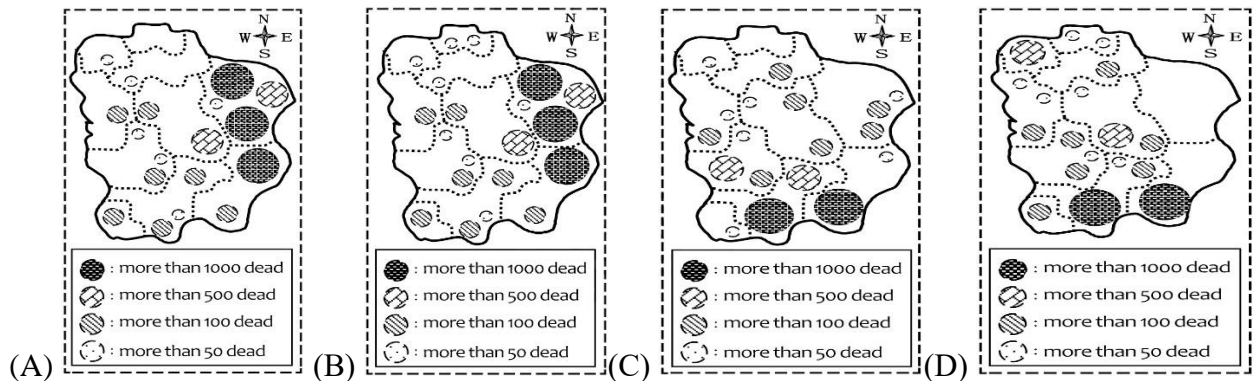 N
W E
S
: more than 1000 dead
: more than 500 dead
: more than 100 dead
: more than 50 dead
(A)
N
W E
S
: more than 1000 dead
: more than 500 dead
: more than 100 dead
: more than 50 dead
(B)
N
W E
S
: more than 1000 dead
: more than 500 dead
: more than 100 dead
: more than 50 dead
(C)
N
W E
S
: more than 1000 dead
: more than 500 dead
: more than 100 dead
: more than 50 dead
(D)